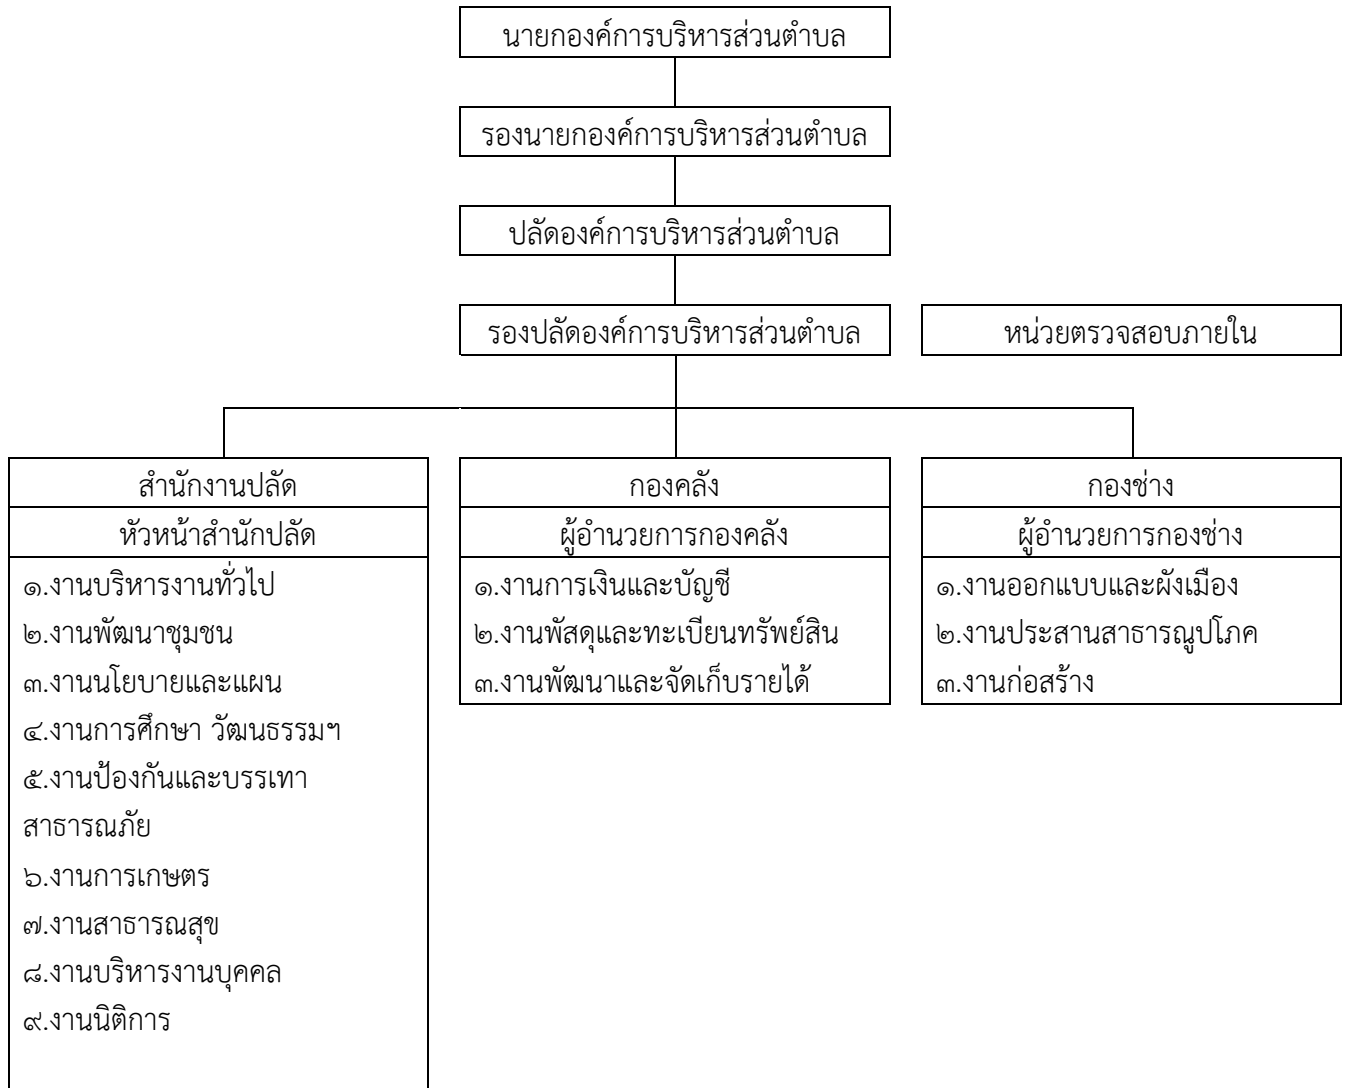 นายกองค์การบริหารส่วนตำบล
รองนายกองค์การบริหารส่วนตำบล
ปลัดองค์การบริหารส่วนตำบล
รองปลัดองค์การบริหารส่วนตำบล
หน่วยตรวจสอบภายใน
สำนักงานปลัด
หัวหน้าสำนักปลัด
๑.งานบริหารงานทั่วไป
๒.งานพัฒนาชุมชน
๓.งานนโยบายและแผน
๔.งานการศึกษา วัฒนธรรมฯ
๕.งานป้องกันและบรรเทา
สาธารณภัย
๖.งานการเกษตร
๗.งานสาธารณสุข
๘.งานบริหารงานบุคคล
๙.งานนิติการ
กองคลัง
ผู้อำนวยการกองคลัง
๑.งานการเงินและบัญชี
๒.งานพัสดุและทะเบียนทรัพย์สิน
๓.งานพัฒนาและจัดเก็บรายได้
กองช่าง
ผู้อำนวยการกองช่าง
๑.งานออกแบบและผังเมือง
๒.งานประสานสาธารณูปโภค
๓.งานก่อสร้าง